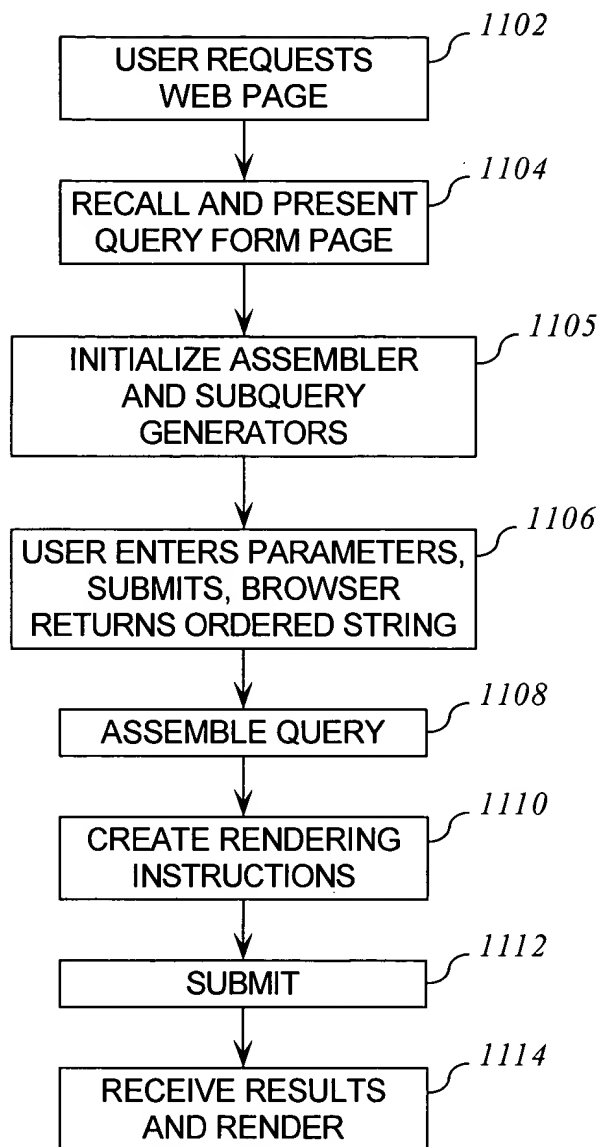 1102
USER REQUESTS
WEB PAGE
1104
RECALL AND PRESENT
QUERY FORM PAGE
1105
INITIALIZE ASSEMBLER
AND SUBQUERY
GENERATORS
1106
USER ENTERS PARAMETERS,
SUBMITS, BROWSER
RETURNS ORDERED STRING
1108
ASSEMBLE QUERY
1110
CREATE RENDERING
INSTRUCTIONS
1112
SUBMIT
1114
RECEIVE RESULTS
AND RENDER